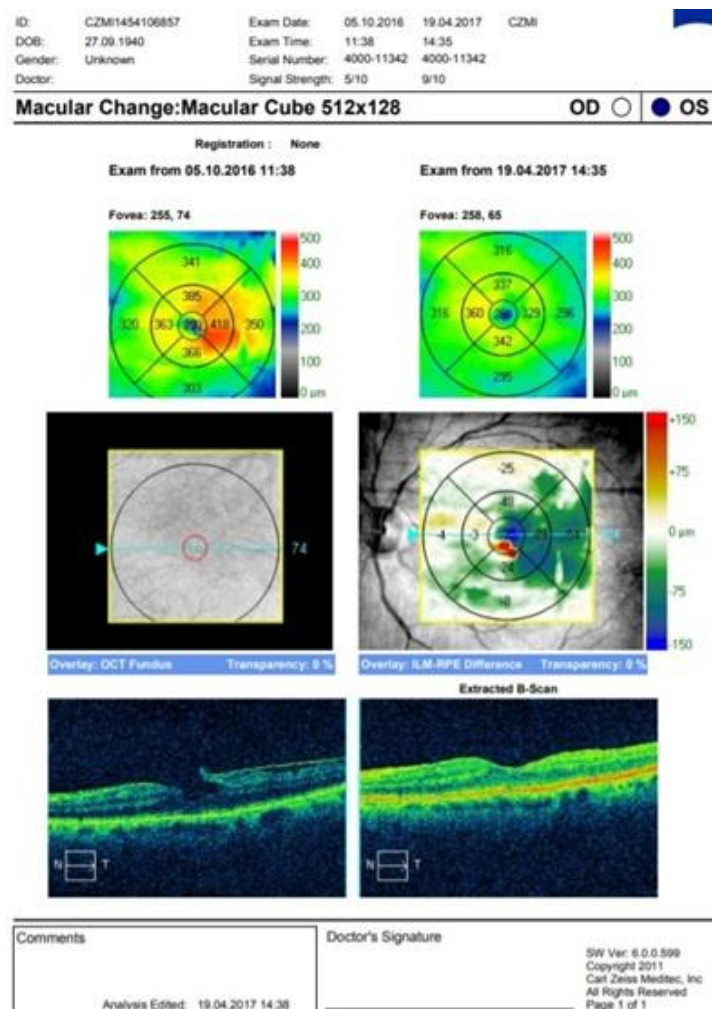 ID: CZMI1454106857 Exam Date: 05.10.2016 19.04.2017 CZMI
DOB: 27.09.1940 Exam Time: 11:38 14:35
Gender: Unknown Serial Number: 4000-11342 4000-11342
Doctor: Signal Strength: 5/10 9/10
Macular Change:Macular Cube 512x128 OD OS
Registration : None
Exam from 05.10.2016 11:38 Exam from 19.04.2017 14:35
Fovea: 255, 74 Fovea: 258, 65
500 500
341 316
400 400
385 337
300 300
320 363 418 350 316 360 329 296
200 200
366 342
100 100
303 295
0 µm 0 µm
+150
-25
+75
-49
-4 -3 0 µm
74
-24
-75
-8
-150
Overlay: OCT Fundus Transparency: 0 % Overlay: ILM-RPE Difference Transparency: 0 %
Extracted B-Scan
N T N T
Comments Doctor's Signature
SW Ver: 6.0.0.599
Copyright 2011
Carl Zeiss Meditec, Inc
All Rights Reserved
Analysis Edited: 19.04.2017 14:38 Page 1 of 1